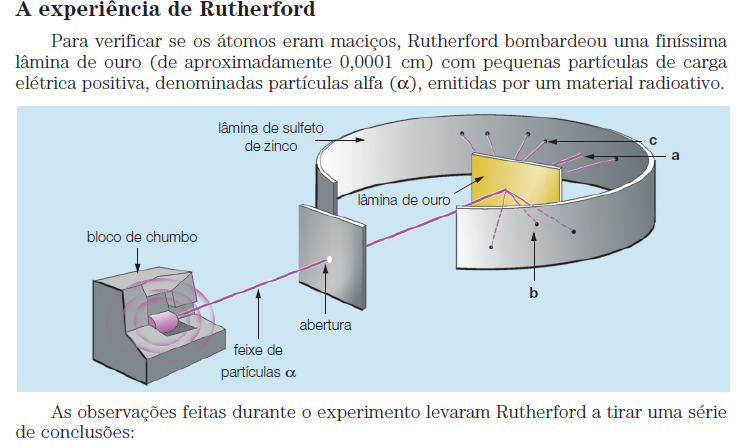 A experiência de Rutherford
Para verificar se os átomos eram maciços, Rutherford bombardeou uma finíssima
lâmina de ouro (de aproximadamente 0,0001 cm) com pequenas partículas de carga
elétrica positiva, denominadas partículas alfa (α), emitidas por um material radioativo.
lâmina de sulfeto
de zinco
c
a
lâmina de ouro
bloco de chumbo
b
abertura
feixe de
partículas α
As observações feitas durante o experimento levaram Rutherford a tirar uma série
de conclusões: